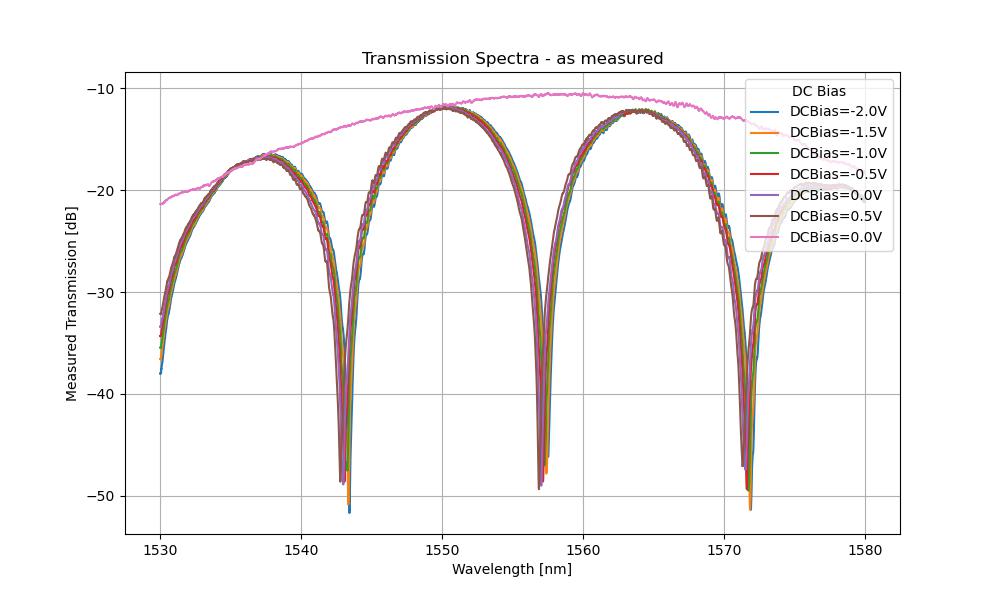 Transmission Spectra - as measured
DC Bias
DCBias=-2.0V
DCBias=-1.5V
DCBias=-1.0V
DCBias=-0.5V
DCBias=0.0V
DCBias=0.5V
DCBias=0.0V
Measured Transmission [dB]
−10
−20
−30
−40
−50
1530 1540 1550 1560 1570 1580
Wavelength [nm]